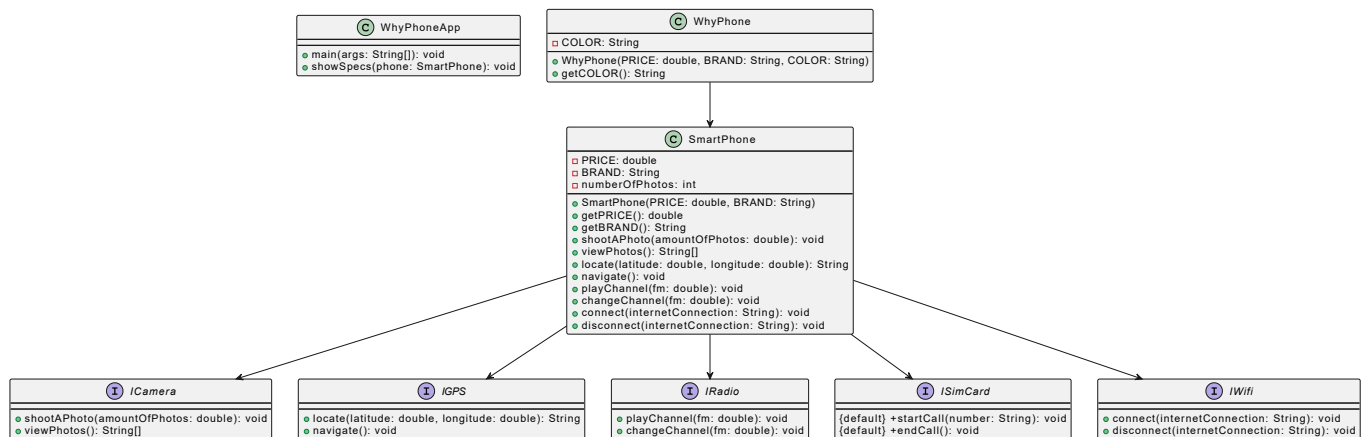 C WhyPhoneApp
main(args: String[]): void
showSpecs(phone: SmartPhone): void
C WhyPhone
COLOR: String
WhyPhone(PRICE: double, BRAND: String, COLOR: String)
getCOLOR(): String
C SmartPhone
PRICE: double
BRAND: String
numberOfPhotos: int
SmartPhone(PRICE: double, BRAND: String)
getPRICE(): double
getBRAND(): String
shootAPhoto(amountOfPhotos: double): void
viewPhotos(): String[]
locate(latitude: double, longitude: double): String
navigate(): void
playChannel(fm: double): void
changeChannel(fm: double): void
connect(internetConnection: String): void
disconnect(internetConnection: String): void
I ICamera
shootAPhoto(amountOfPhotos: double): void
viewPhotos(): String[]
I IGPS
locate(latitude: double, longitude: double): String
navigate(): void
I IRadio
playChannel(fm: double): void
changeChannel(fm: double): void
I ISimCard
{default} +startCall(number: String): void
{default} +endCall(): void
I IWifi
connect(internetConnection: String): void
disconnect(internetConnection: String): void